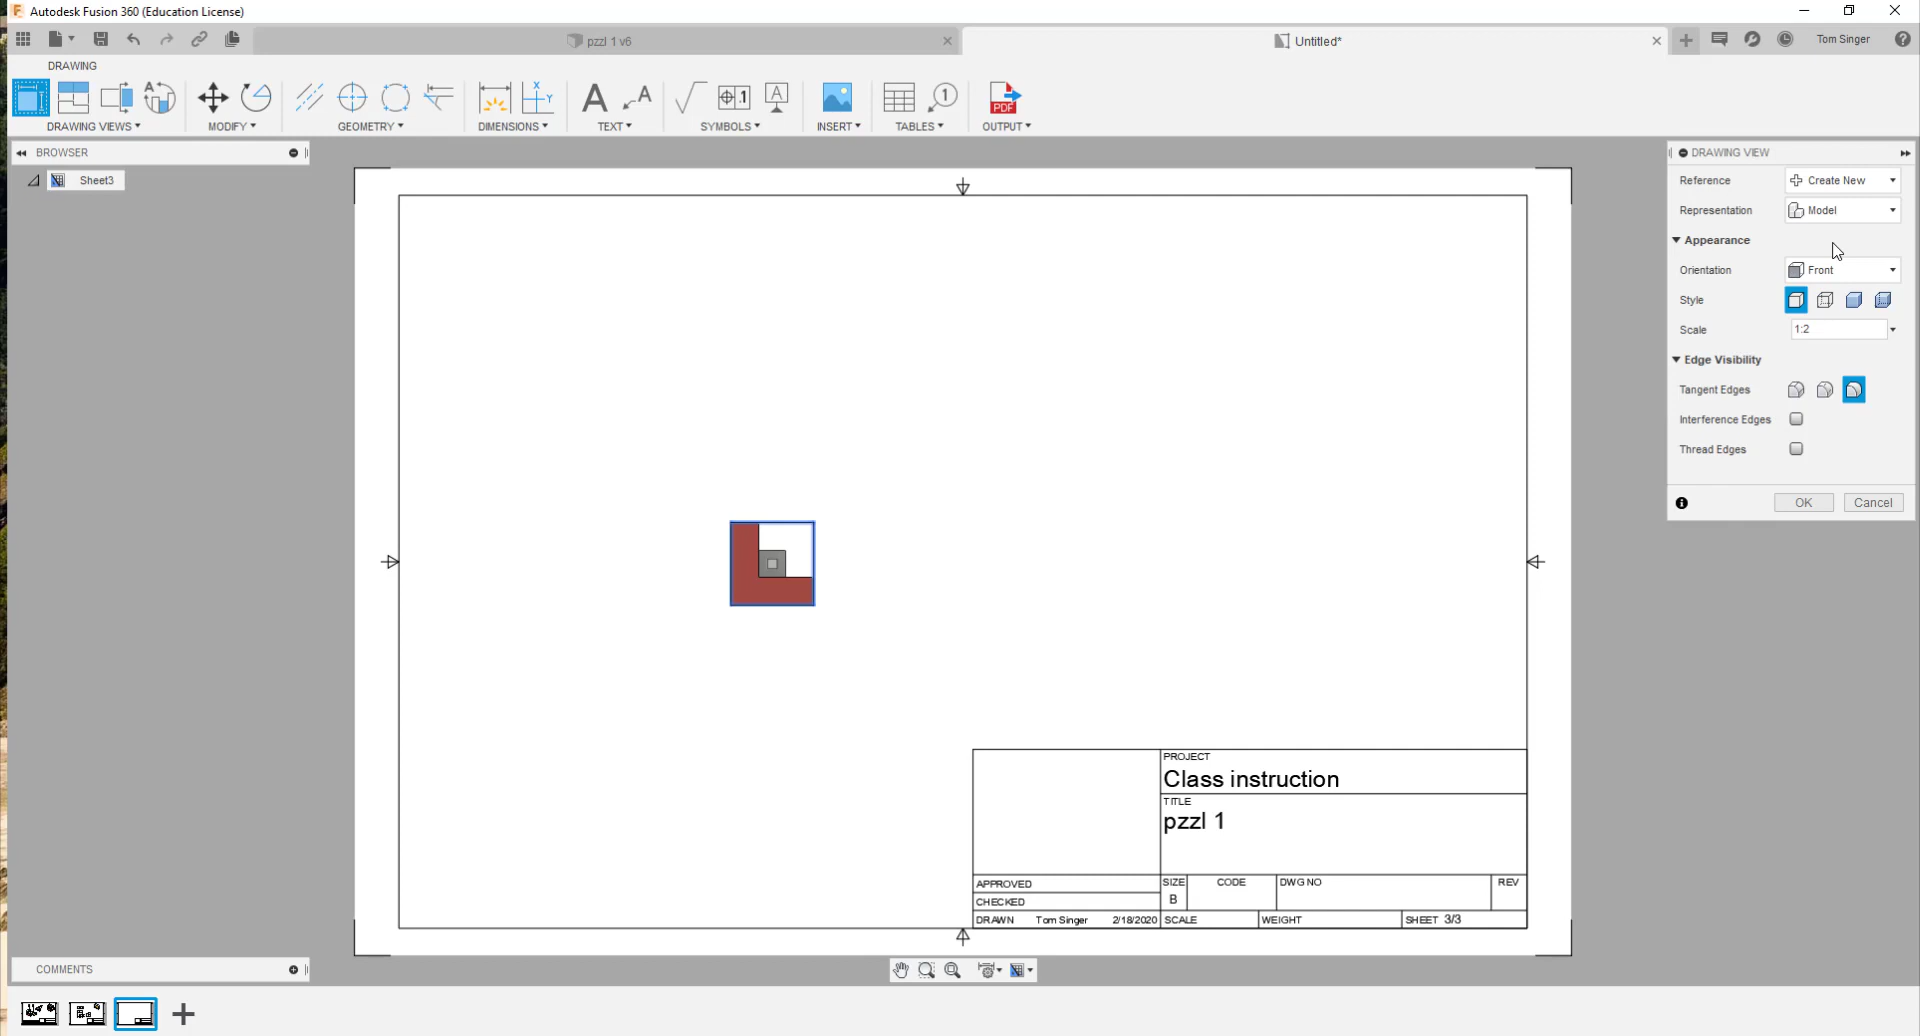 Autodesk Fusion 360 (Education License)
pzzl 1 v6
Untitled*
Tom Singer
DRAWING
DRAWING VIEWS
MODIFY
GEOMETRY
DIMENSIONS
TEXT
SYMBOLS
INSERT
TABLES
OUTPUT
BROWSER
Sheet3
DRAWING VIEW
Reference Create New
Representation Model
Appearance
Orientation Front
Style
Scale 1:2
Edge Visibility
Tangent Edges
Interference Edges
Thread Edges
OK Cancel
PROJECT
Class instruction
TITLE
pzzl 1
APPROVED
CHECKED
DRAWN Tom Singer 2/18/2020
SIZE CODE DWG NO REV
B
SCALE WEIGHT SHEET 3/3
COMMENTS